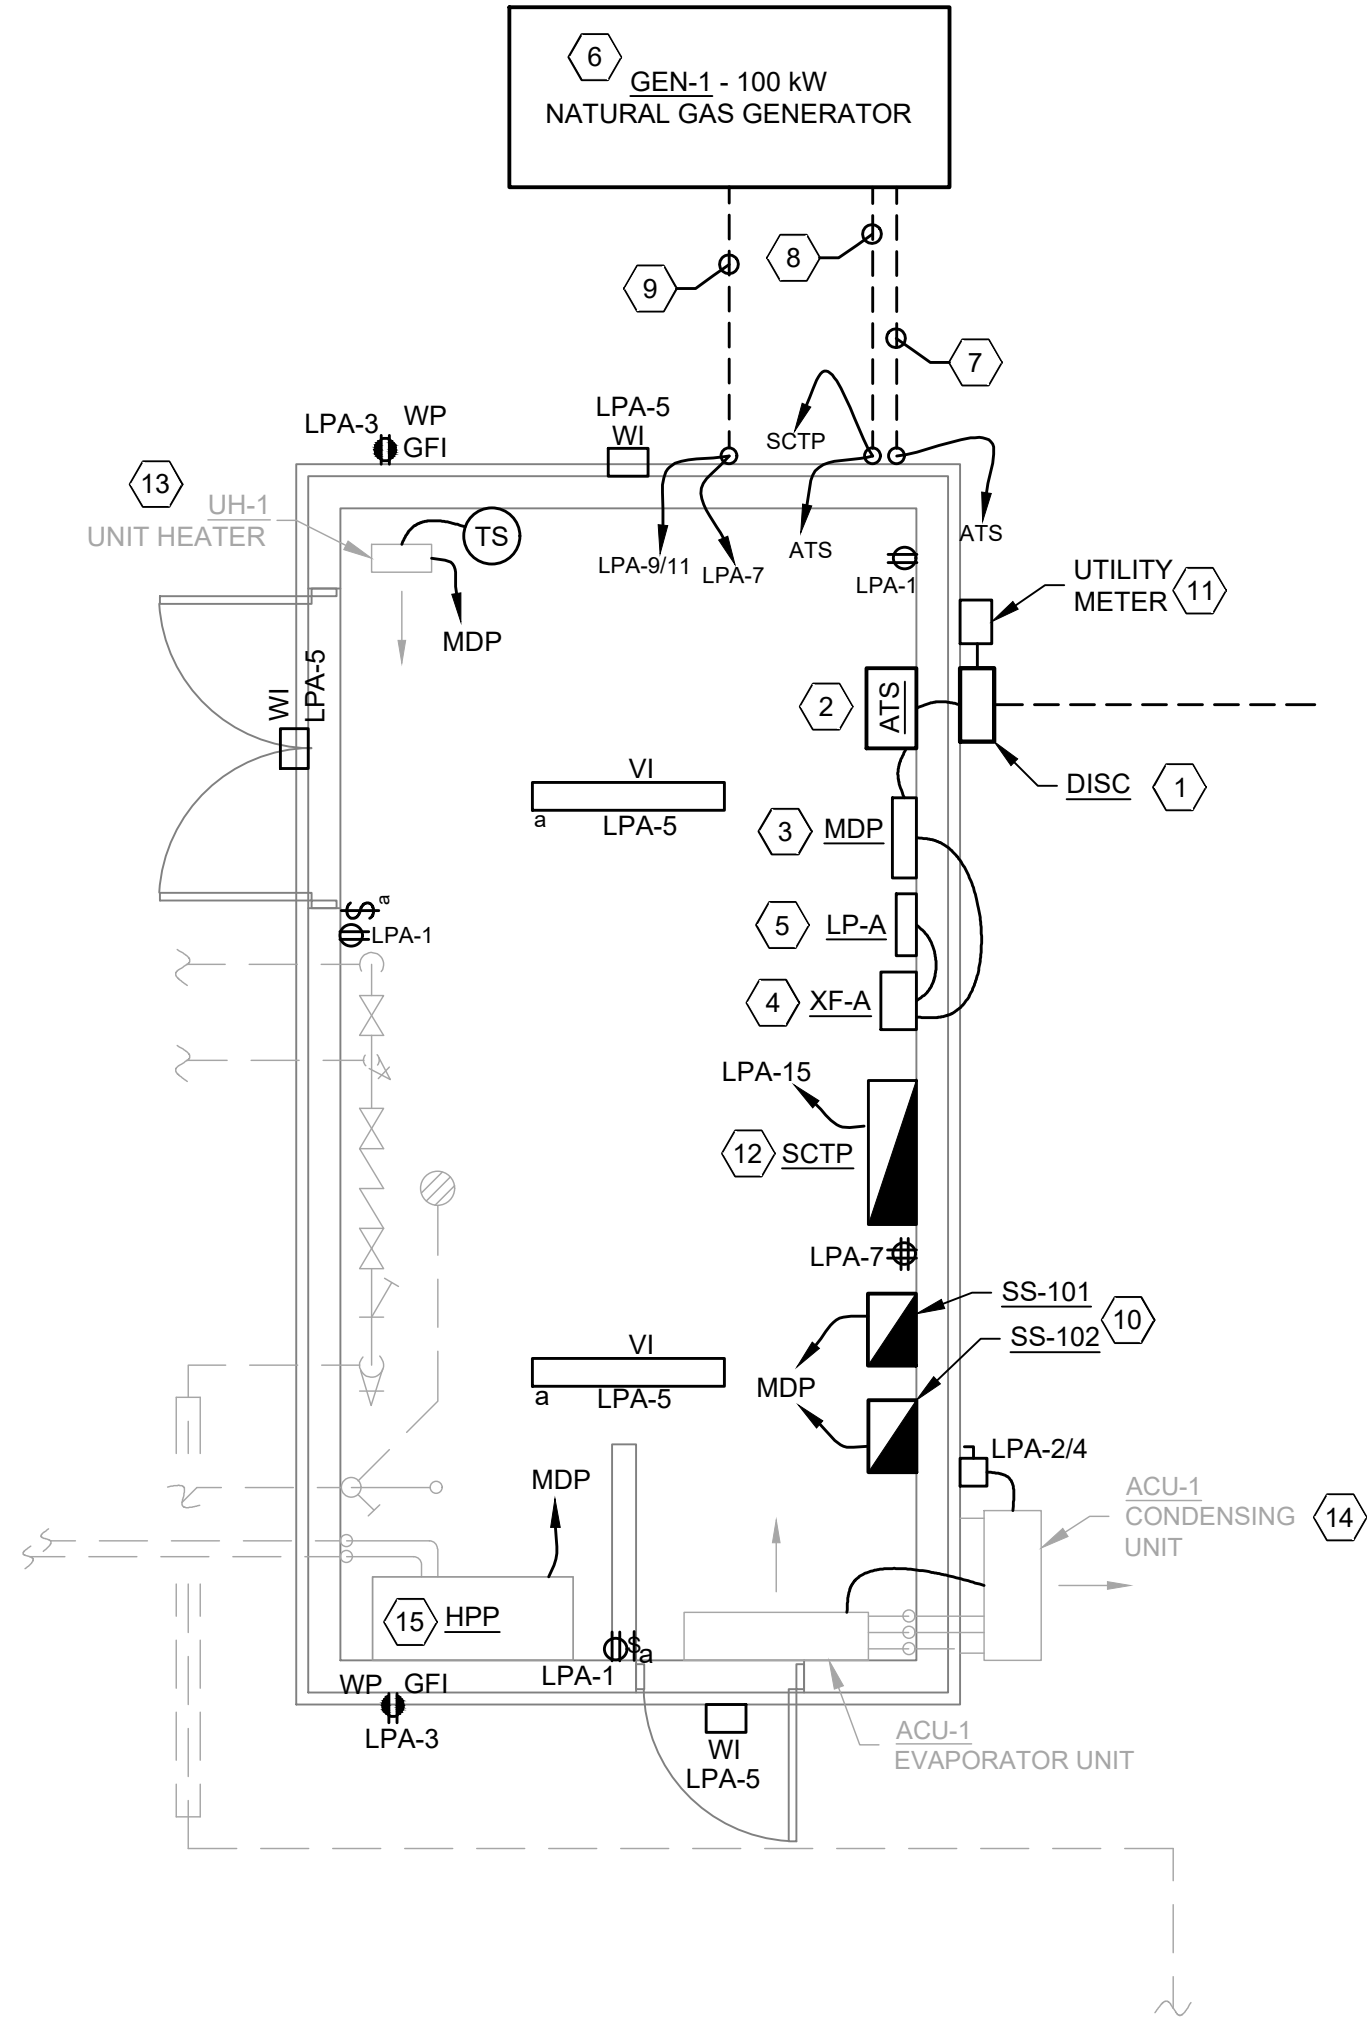 6
GEN-1 - 100 kW
NATURAL GAS GENERATOR
9
8
7
LPA-3
WP
GFI
LPA-5
WI
SCTP
13
UH-1
UNIT HEATER
TS
MDP
LPA-9/11
LPA-7
ATS
ATS
LPA-1
UTILITY
METER
11
WI
LPA-5
2
ATS
DISC
1
VI
a
LPA-5
3
MDP
5
LP-A
4
XF-A
S
a
LPA-1
LPA-15
12
SCTP
LPA-7
SS-101
SS-102
10
MDP
VI
a
LPA-5
LPA-2/4
MDP
ACU-1
CONDENSING
UNIT
14
15
HPP
S
a
LPA-1
WP
GFI
LPA-3
WI
LPA-5
ACU-1
EVAPORATOR UNIT